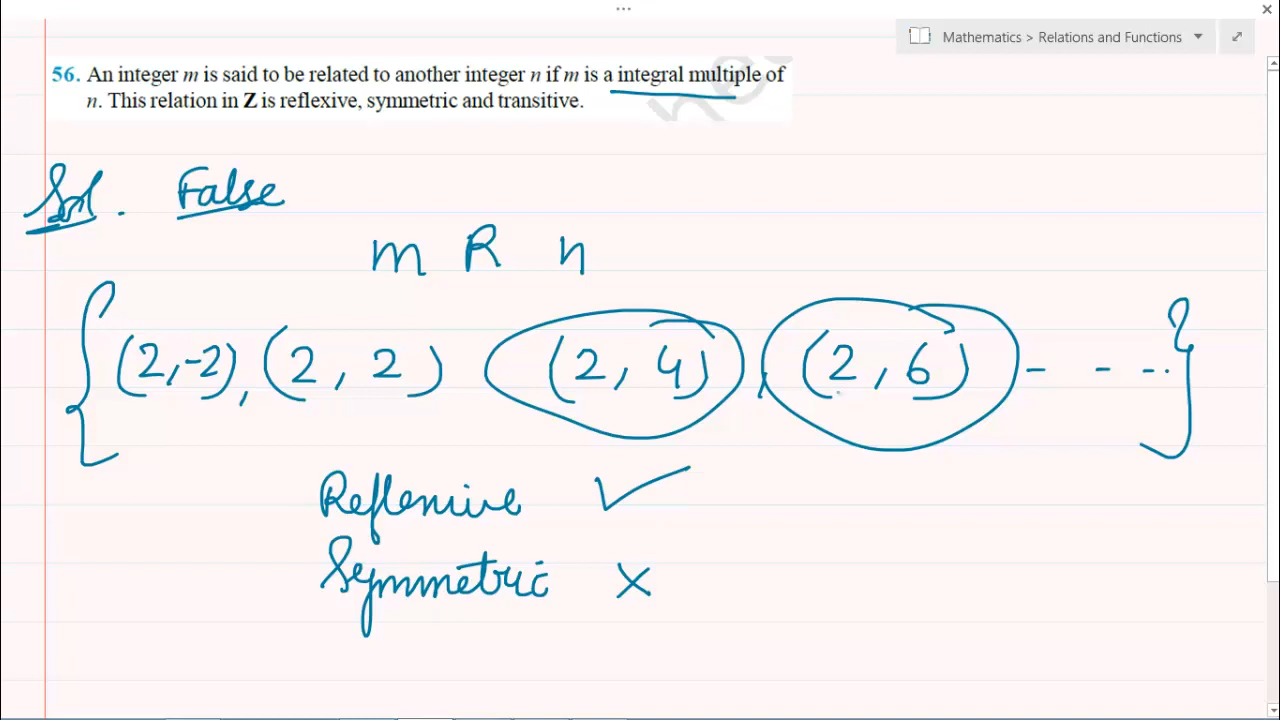 Mathematics > Relations and Functions
56. An integer m is said to be related to another integer n if m is a integral multiple of
n. This relation in Z is reflexive, symmetric and transitive.
Sol. False
m R n
{ (2,-2), (2, 2) (2, 4), (2, 6) - - - .. }
Reflexive ✓
Symmetric ×